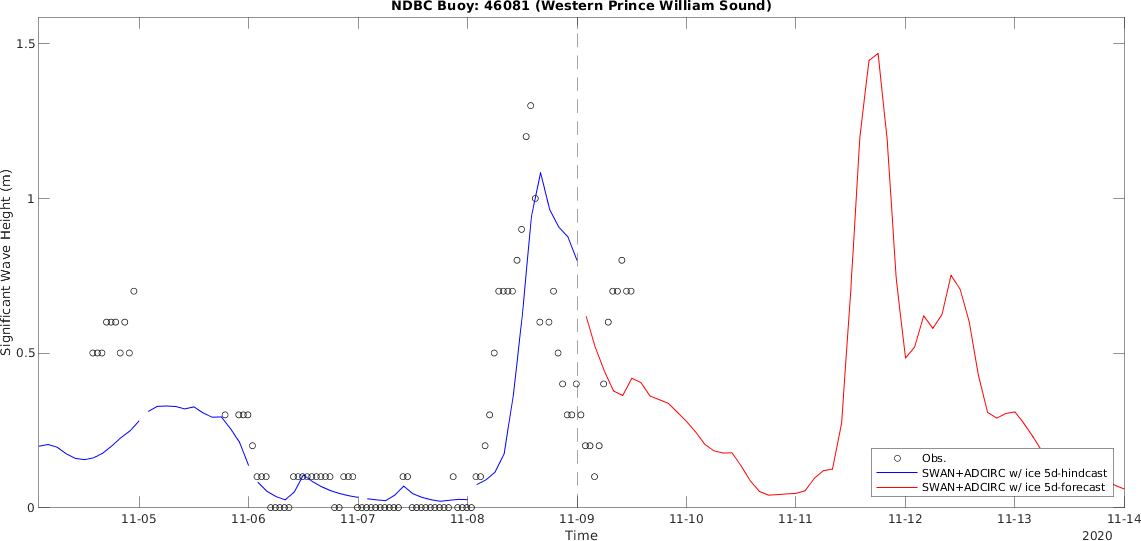 NDBC Buoy: 46081 (Western Prince William Sound)
1.5
1
0.5
0
Significant Wave Height (m)
11-05 11-06 11-07 11-08 11-09 11-10 11-11 11-12 11-13 11-14
Time
2020
Obs.
SWAN+ADCIRC w/ ice 5d-hindcast
SWAN+ADCIRC w/ ice 5d-forecast